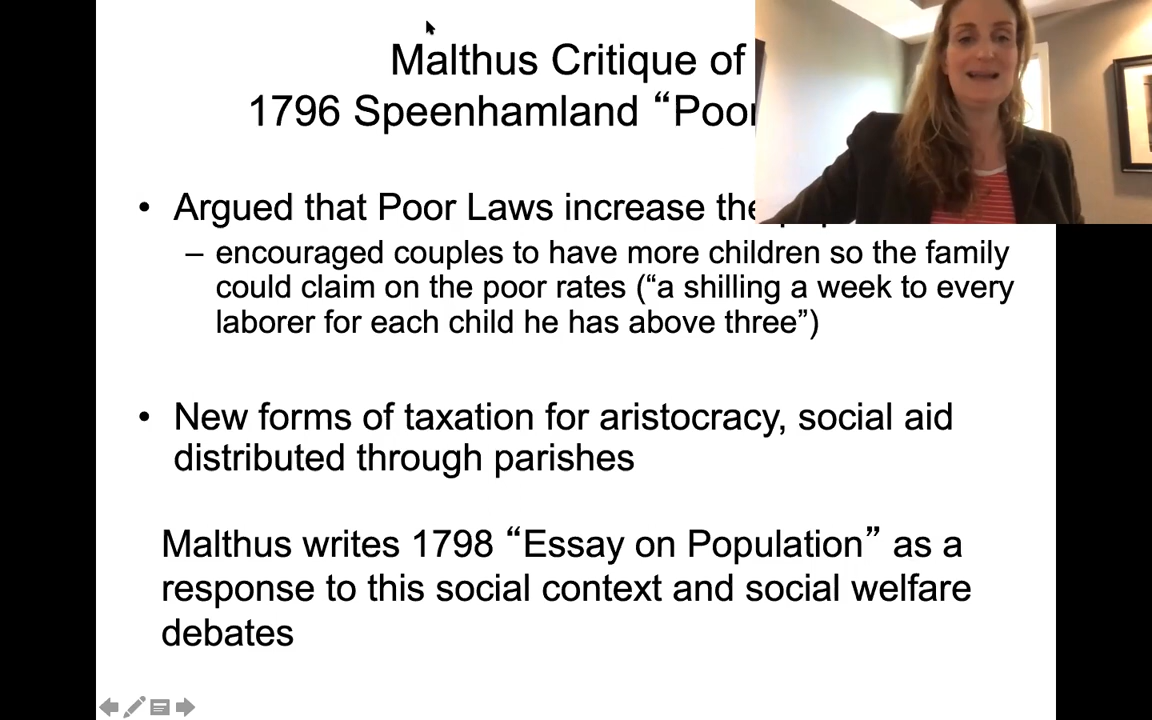 Malthus Critique of
1796 Speenhamland “Poor
• Argued that Poor Laws increase the
– encouraged couples to have more children so the family
could claim on the poor rates (“a shilling a week to every
laborer for each child he has above three”)
• New forms of taxation for aristocracy, social aid
distributed through parishes
Malthus writes 1798 “Essay on Population” as a
response to this social context and social welfare
debates